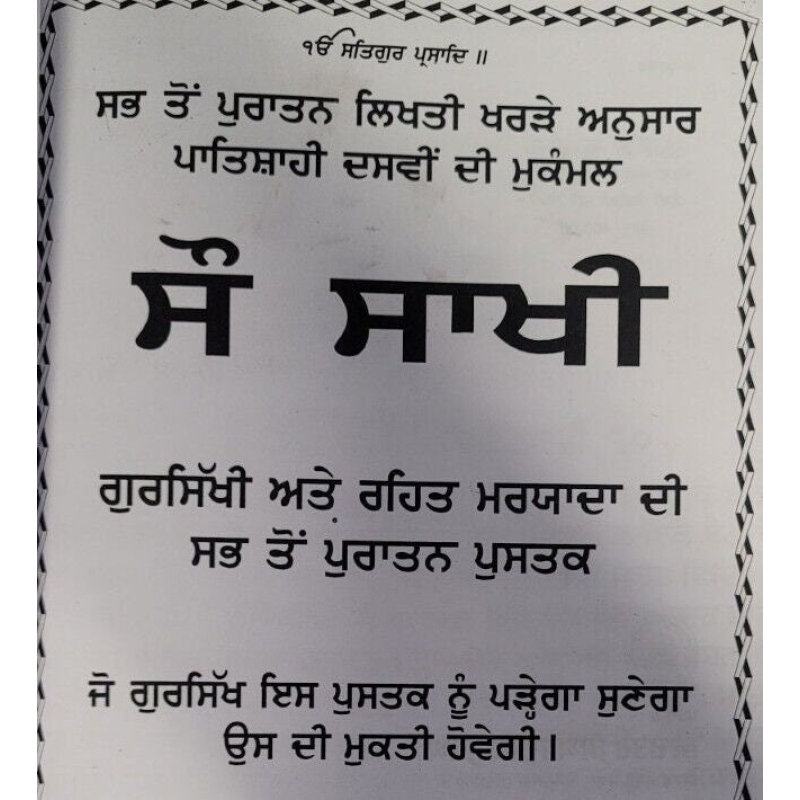 ੴ ਸਤਿਗੁਰ ਪ੍ਰਸਾਦਿ ॥
ਸਭ ਤੋਂ ਪੁਰਾਤਨ ਲਿਖਤੀ ਖਰੜੇ ਅਨੁਸਾਰ
ਪਾਤਿਸ਼ਾਹੀ ਦਸਵੀਂ ਦੀ ਮੁਕੰਮਲ
ਸੌ ਸਾਖੀ
ਗੁਰਸਿੱਖੀ ਅਤੇ ਰਹਿਤ ਮਰਯਾਦਾ ਦੀ
ਸਭ ਤੋਂ ਪੁਰਾਤਨ ਪੁਸਤਕ
ਜੋ ਗੁਰਸਿੱਖ ਇਸ ਪੁਸਤਕ ਨੂੰ ਪੜ੍ਹੇਗਾ ਸੁਣੇਗਾ
ਉਸ ਦੀ ਮੁਕਤੀ ਹੋਵੇਗੀ।